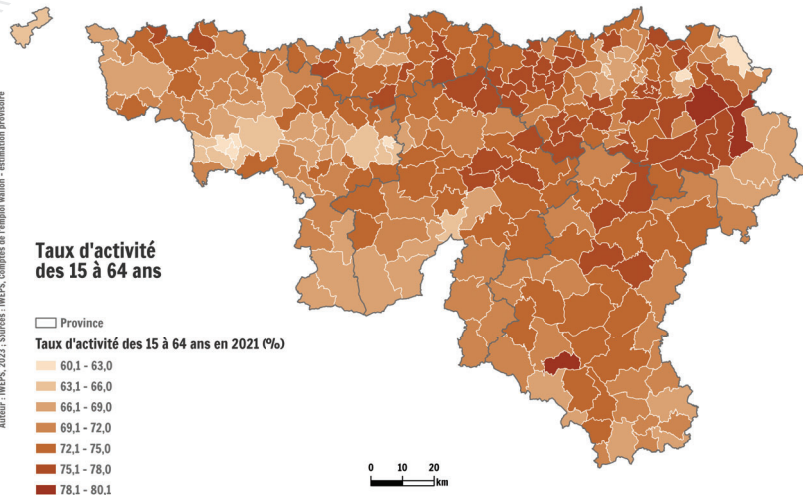 Auteur : IWEPS, 2023 ; Sources : IWEPS, Comptes de l'emploi wallon - estimation provisoire
Taux d'activité
des 15 à 64 ans
Province
Taux d'activité des 15 à 64 ans en 2021 (%)
60,1 - 63,0
63,1 - 66,0
66,1 - 69,0
69,1 - 72,0
72,1 - 75,0
75,1 - 78,0
78,1 - 80,1
0 10 20
km